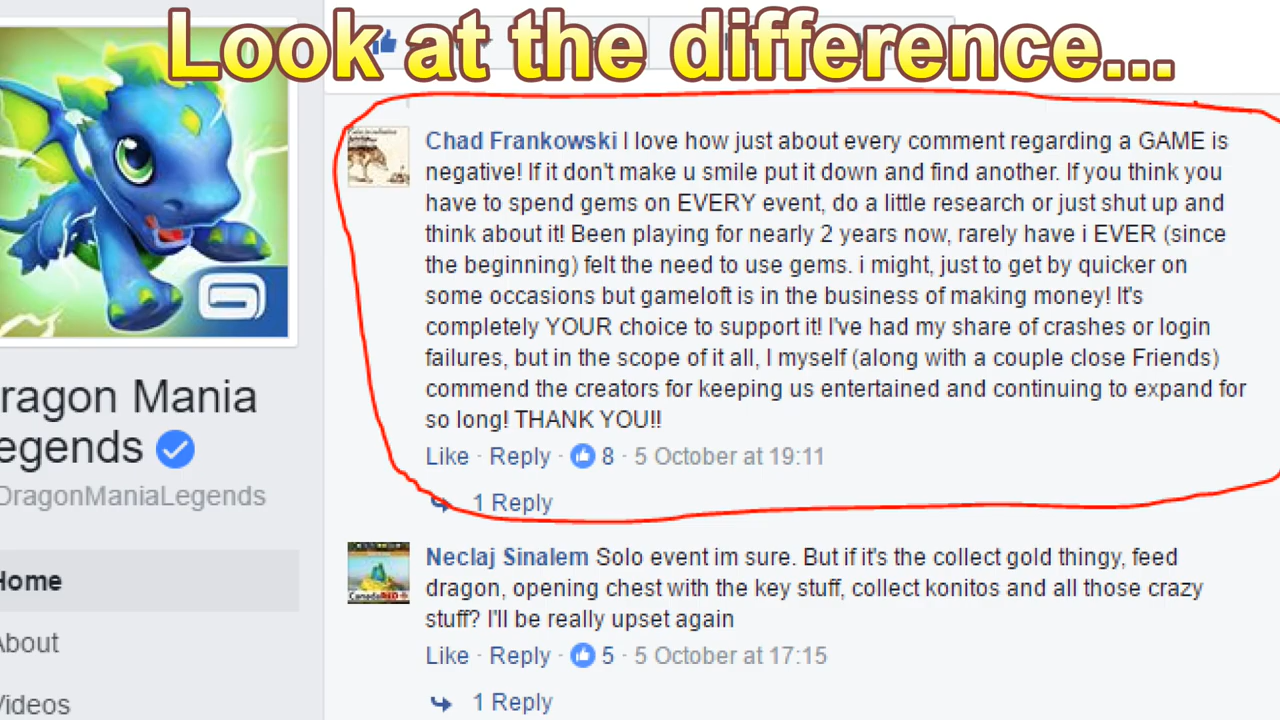 Look at the difference...
Chad Frankowski I love how just about every comment regarding a GAME is
negative! If it don't make u smile put it down and find another. If you think you
have to spend gems on EVERY event, do a little research or just shut up and
think about it! Been playing for nearly 2 years now, rarely have i EVER (since
the beginning) felt the need to use gems. i might, just to get by quicker on
some occasions but gameloft is in the business of making money! It's
completely YOUR choice to support it! I've had my share of crashes or login
failures, but in the scope of it all, I myself (along with a couple close Friends)
commend the creators for keeping us entertained and continuing to expand for
so long! THANK YOU!!
Like · Reply · 8 · 5 October at 19:11
1 Reply
Neclaj Sinalem Solo event im sure. But if it's the collect gold thingy, feed
dragon, opening chest with the key stuff, collect konitos and all those crazy
stuff? I'll be really upset again
Like · Reply · 5 · 5 October at 17:15
1 Reply
ragon Mania
egends
DragonManiaLegends
Home
About
Videos